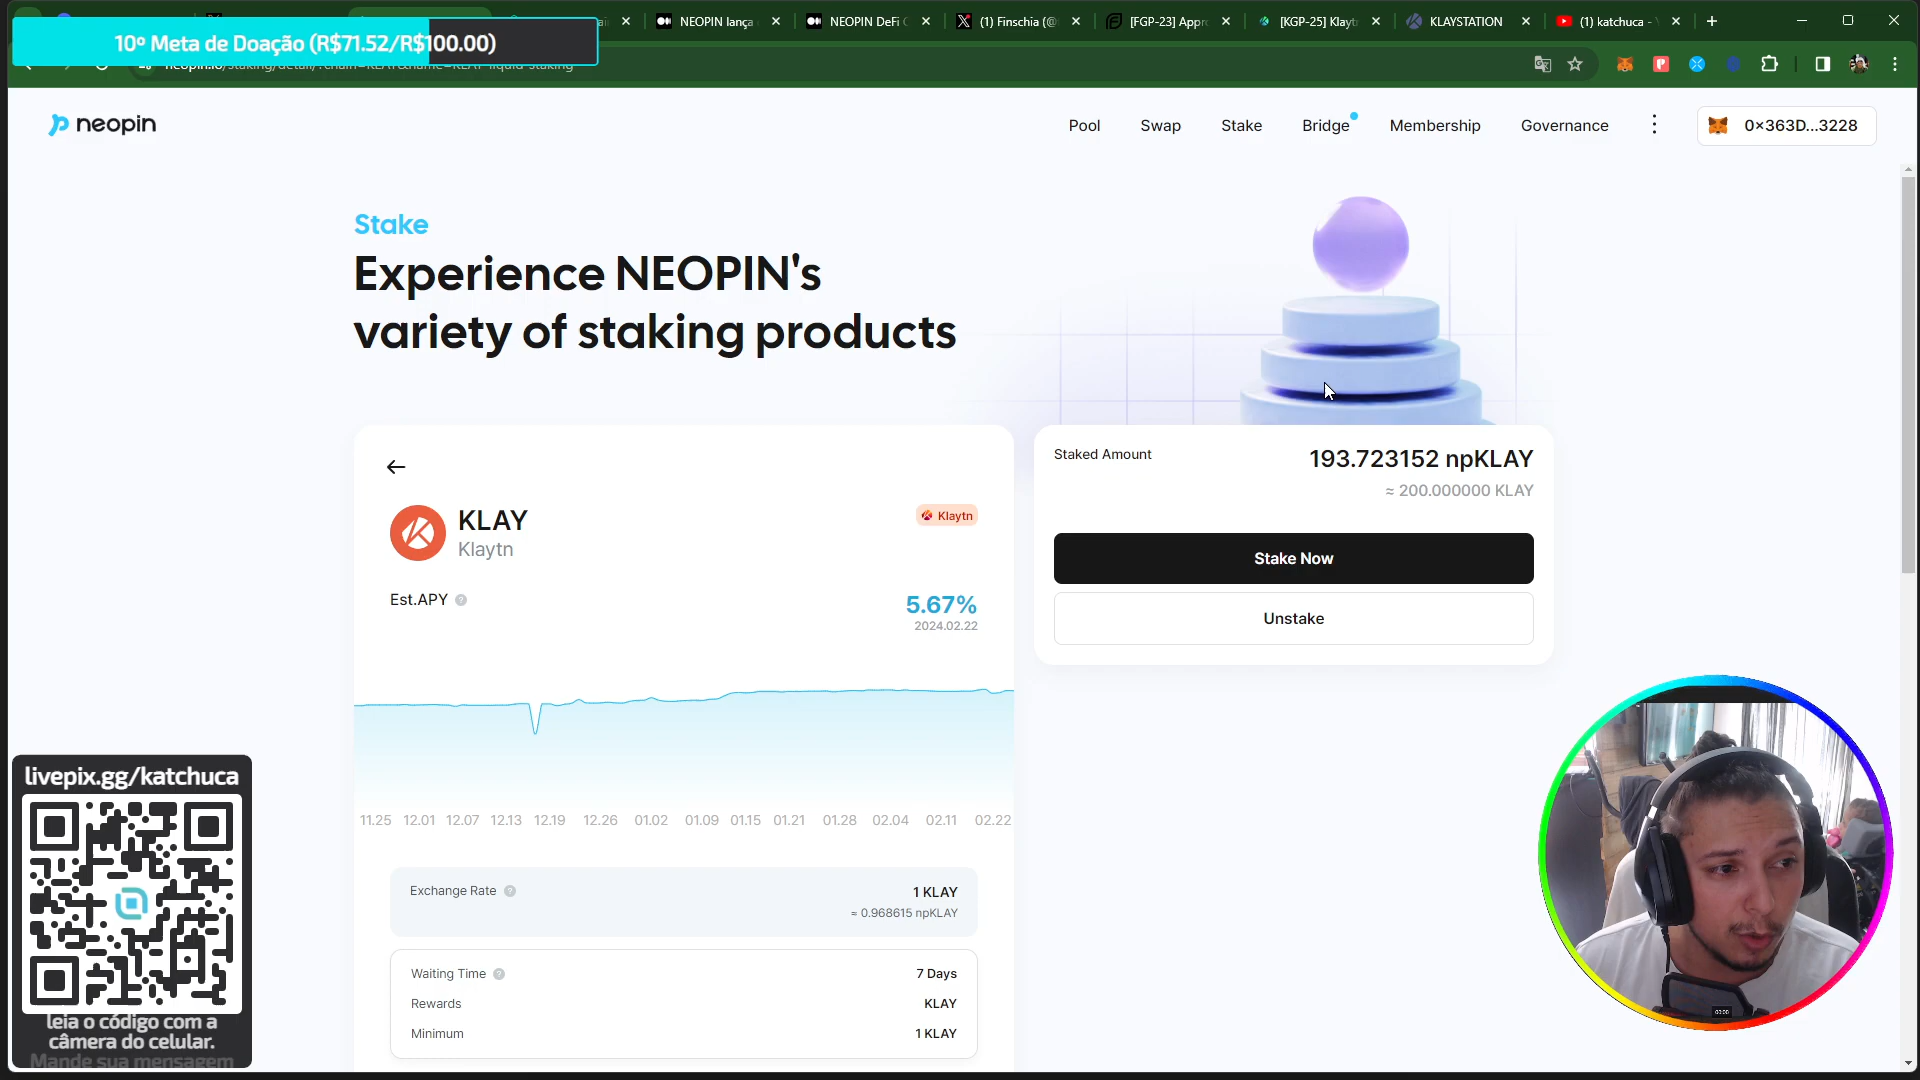 NEOPIN lança
NEOPIN DeFi
(1) Finschia (@
[FGP-23] Appr
[KGP-25] Klayt
KLAYSTATION
(1) katchuca -
10º Meta de Doação (R$71.52/R$100.00)
neopin
Pool
Swap
Stake
Bridge
Membership
Governance
0×363D...3228
Stake
Experience NEOPIN's
variety of staking products
KLAY
Klaytn
Klaytn
Est.APY
5.67%
2024.02.22
11.25 12.01 12.07 12.13 12.19 12.26 01.02 01.09 01.15 01.21 01.28 02.04 02.11 02.22
Exchange Rate
1 KLAY
≈ 0.968615 npKLAY
Waiting Time
7 Days
Rewards
KLAY
Minimum
1 KLAY
Staked Amount
193.723152 npKLAY
≈ 200.000000 KLAY
Stake Now
Unstake
livepix.gg/katchuca
leia o código com a
câmera do celular.
Mande sua mensagem
00:00